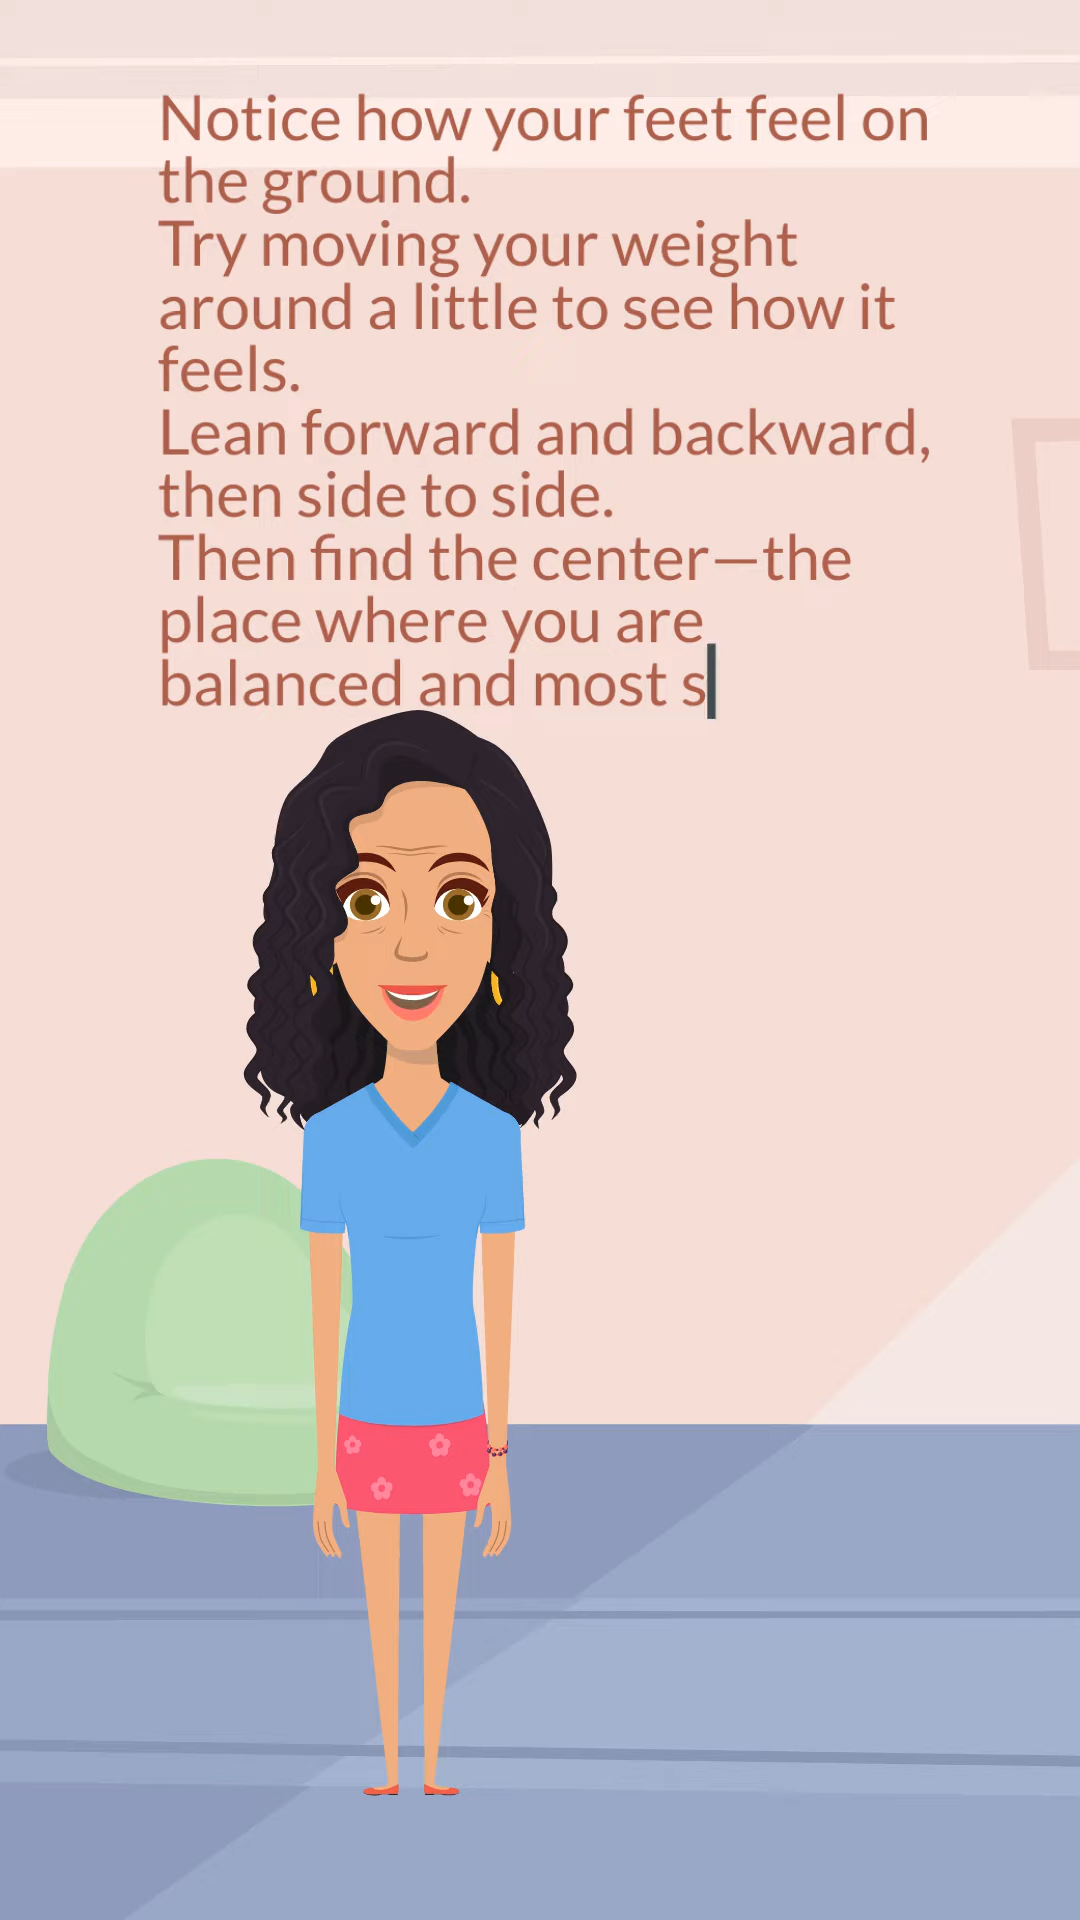 Notice how your feet feel on
the ground.
Try moving your weight
around a little to see how it
feels.
Lean forward and backward,
then side to side.
Then find the center—the
place where you are
balanced and most s